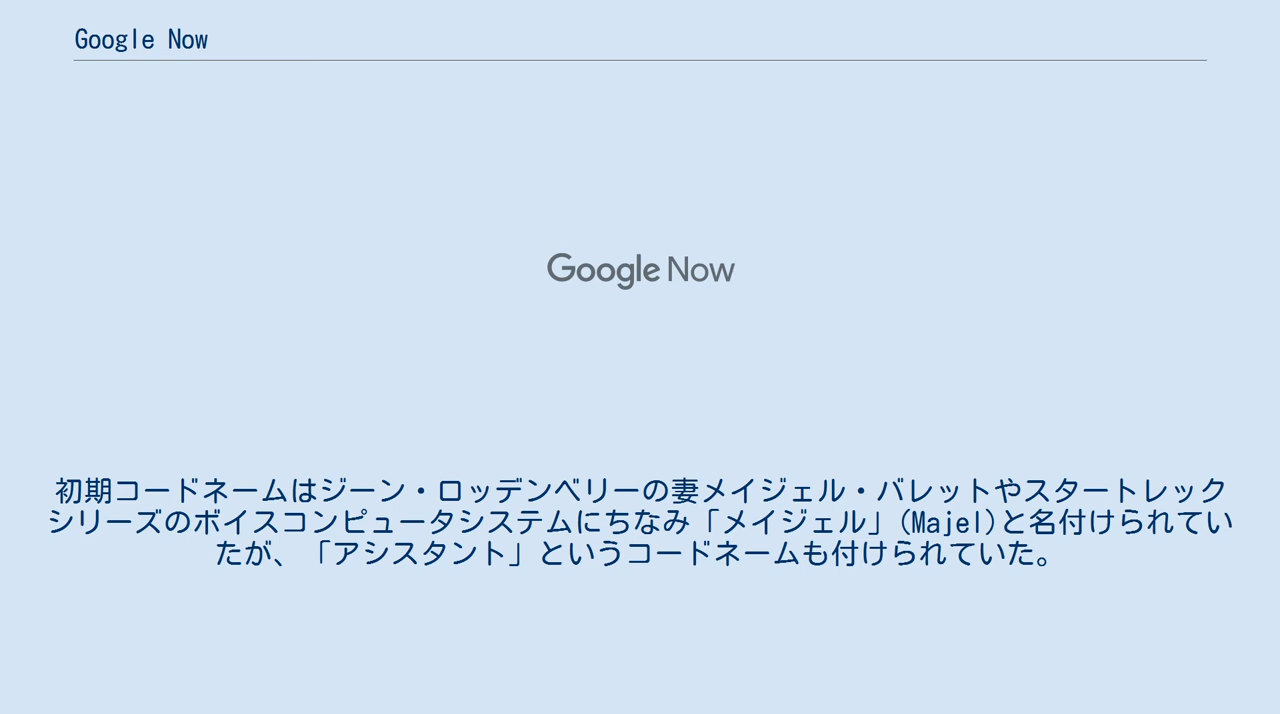 Google Now
Google Now
初期コードネームはジーン・ロッデンベリーの妻メイジェル・バレットやスタートレック
シリーズのボイスコンピュータシステムにちなみ「メイジェル」(Majel)と名付けられてい
たが、「アシスタント」というコードネームも付けられていた。